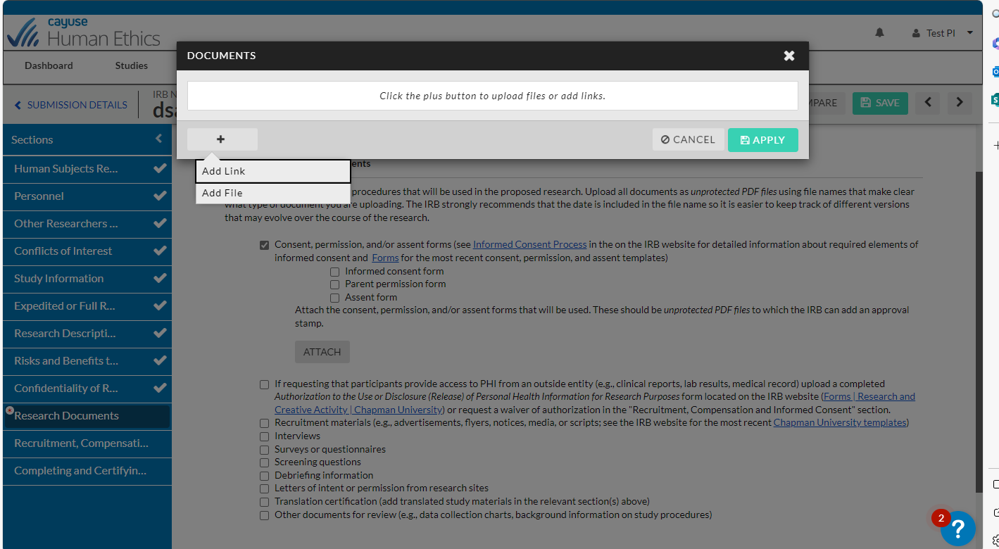 cayuse
Human Ethics
Test PI
DOCUMENTS
Dashboard
Studies
Click the plus button to upload files or add links.
SUBMISSION DETAILS
IRB N
SAVE
CANCEL
APPLY
Add Link
Add File
Sections
Human Subjects Re...
Personnel
Other Researchers ...
Conflicts of Interest
Study Information
Expedited or Full R...
Research Descripti...
Risks and Benefits t...
Confidentiality of R...
Research Documents
Recruitment, Compensati...
Completing and Certifyin...
procedures that will be used in the proposed research. Upload all documents as unprotected PDF files using file names that make clear
what type of document you are uploading. The IRB strongly recommends that the date is included in the file name so it is easier to keep track of different versions
that may evolve over the course of the research.
Consent, permission, and/or assent forms (see Informed Consent Process in the on the IRB website for detailed information about required elements of
informed consent and Forms for the most recent consent, permission, and assent templates)
Informed consent form
Parent permission form
Assent form
Attach the consent, permission, and/or assent forms that will be used. These should be unprotected PDF files to which the IRB can add an approval
stamp.
ATTACH
If requesting that participants provide access to PHI from an outside entity (e.g., clinical reports, lab results, medical record) upload a completed
Authorization to the Use or Disclosure (Release) of Personal Health Information for Research Purposes form located on the IRB website (Forms | Research and
Creative Activity | Chapman University) or request a waiver of authorization in the "Recruitment, Compensation and Informed Consent" section.
Recruitment materials (e.g., advertisements, flyers, notices, media, or scripts; see the IRB website for the most recent Chapman University templates)
Interviews
Surveys or questionnaires
Screening questions
Debriefing information
Letters of intent or permission from research sites
Translation certification (add translated study materials in the relevant section(s) above)
Other documents for review (e.g., data collection charts, background information on study procedures)
2
?